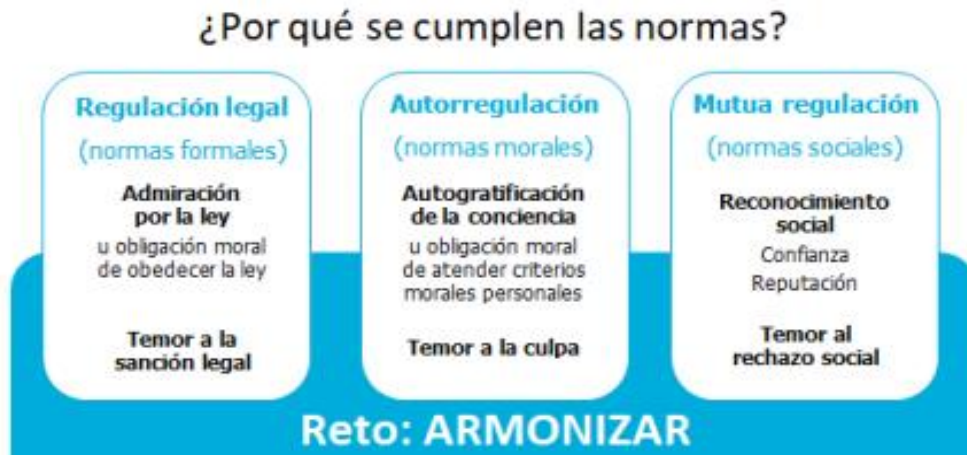 ¿Por qué se cumplen las normas?
Regulación legal
(normas formales)
Admiración
por la ley
u obligación moral
de obedecer la ley
Temor a la
sanción legal
Autorregulación
(normas morales)
Autogratificación
de la conciencia
u obligación moral
de atender criterios
morales personales
Temor a la culpa
Mutua regulación
(normas sociales)
Reconocimiento
social
Confianza
Reputación
Temor al
rechazo social
Reto: ARMONIZAR